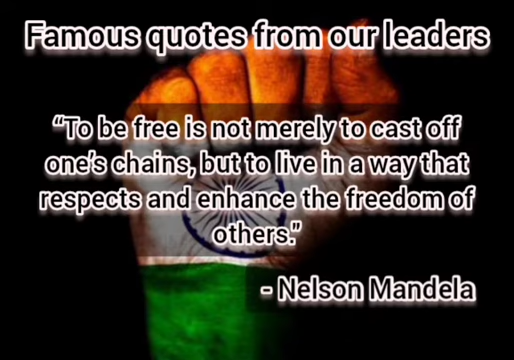 Famous quotes from our leaders
“To be free is not merely to cast off
one's chains, but to live in a way that
respects and enhance the freedom of
others.”
- Nelson Mandela